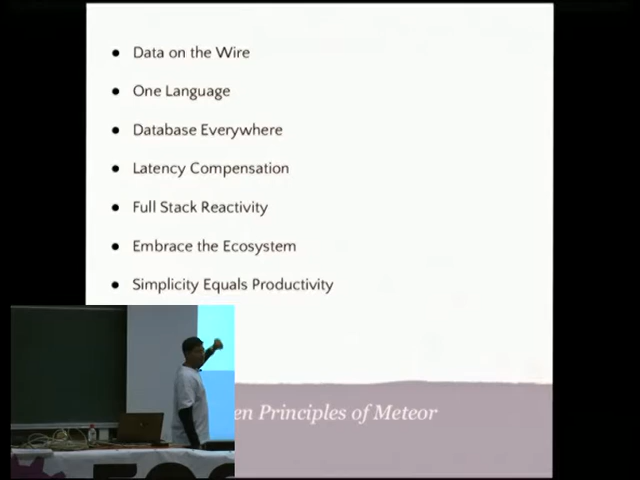 Data on the Wire
One Language
Database Everywhere
Latency Compensation
Full Stack Reactivity
Embrace the Ecosystem
Simplicity Equals Productivity
en Principles of Meteor